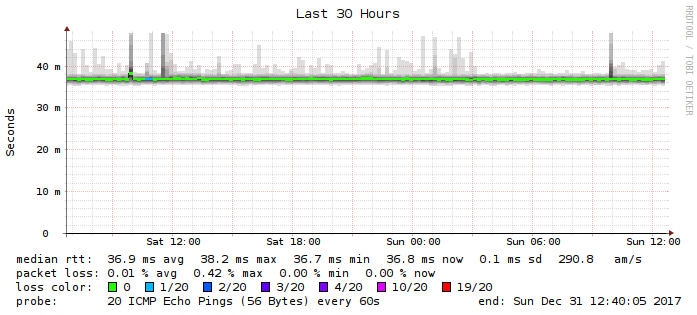 Last 30 Hours
RRDTOOL / TOBI OETIKER
Seconds
40 m
30 m
20 m
10 m
0
Sat 12:00 Sat 18:00 Sun 00:00 Sun 06:00 Sun 12:00
median rtt: 36.9 ms avg 38.2 ms max 36.7 ms min 36.8 ms now 0.1 ms sd 290.8 am/s
packet loss: 0.01 % avg 0.42 % max 0.00 % min 0.00 % now
loss color: 0 1/20 2/20 3/20 4/20 10/20 19/20
probe: 20 ICMP Echo Pings (56 Bytes) every 60s end: Sun Dec 31 12:40:05 2017